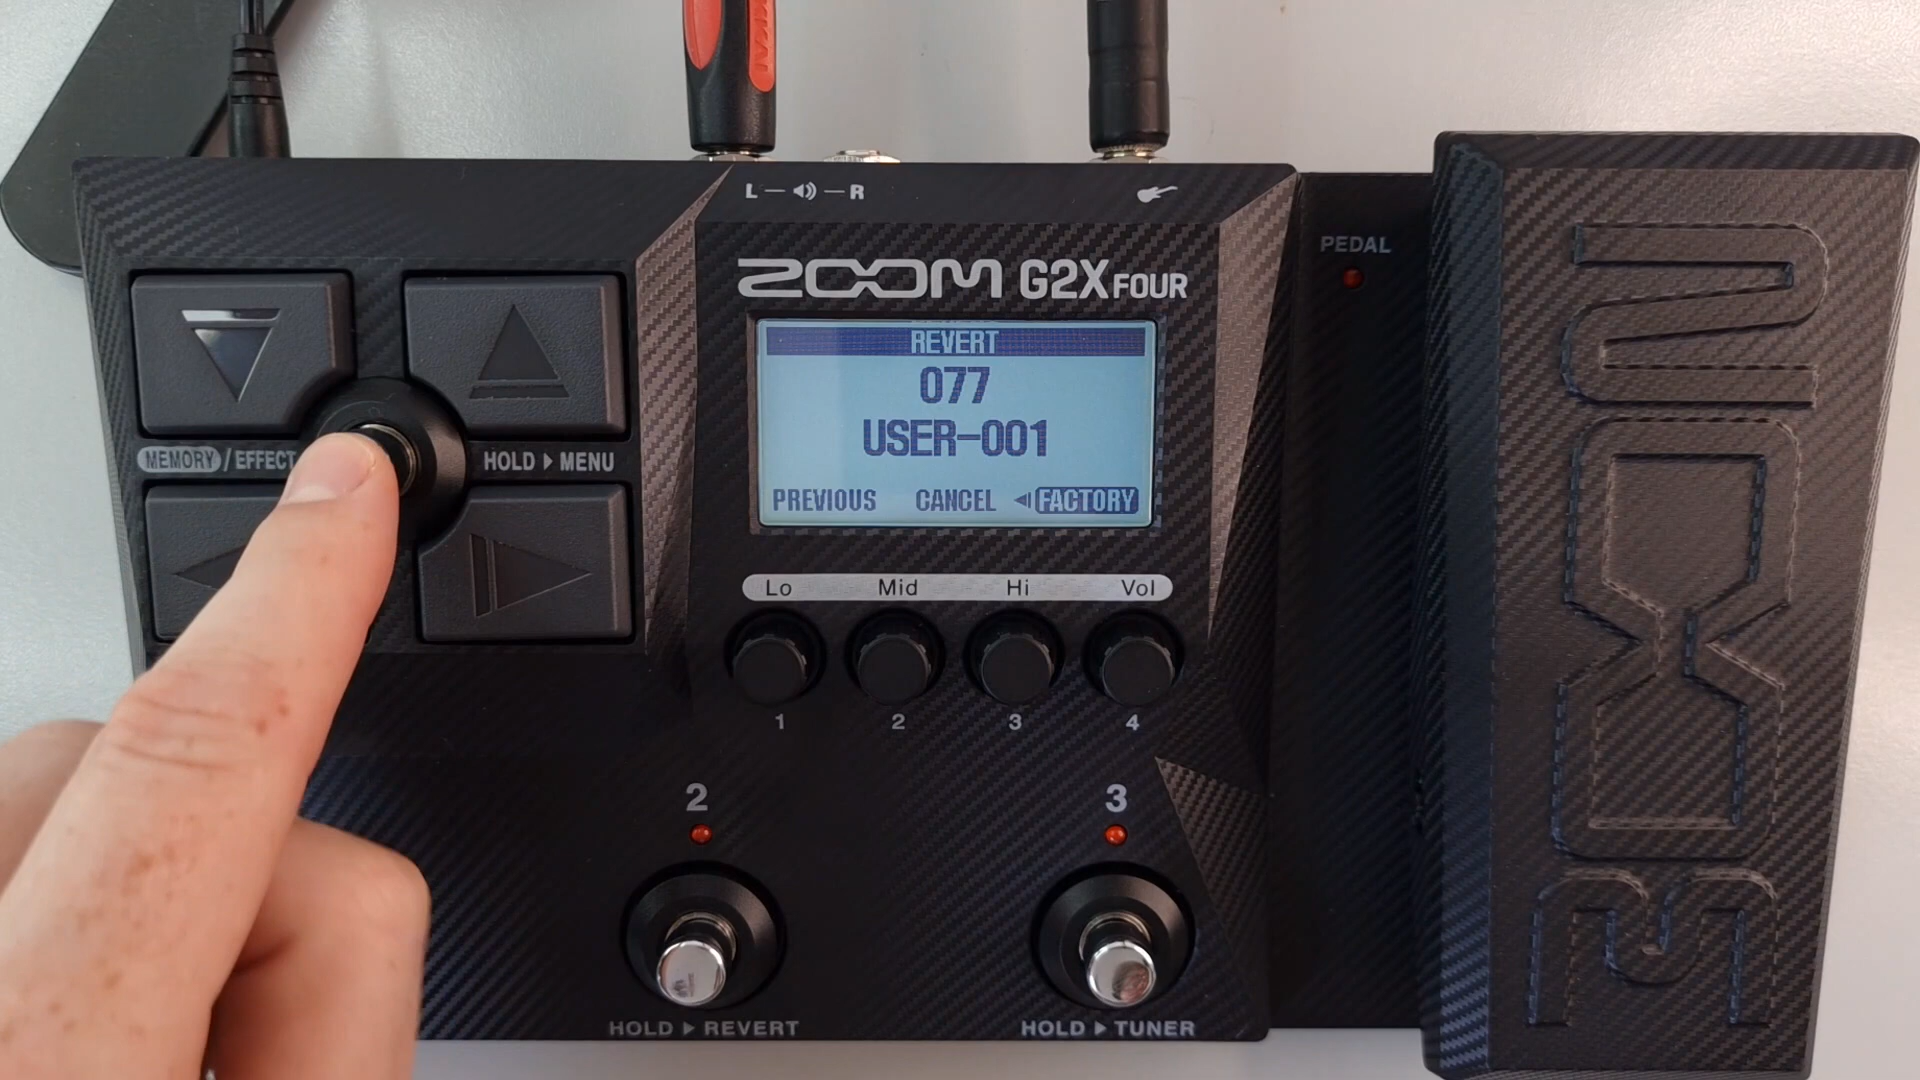 L R
ZOOM G2X FOUR
PEDAL
REVERT
077
USER-001
PREVIOUS CANCEL FACTORY
MEMORY / EFFECT HOLD MENU
Lo Mid Hi Vol
1 2 3 4
2 3
HOLD REVERT HOLD TUNER
ZOOM